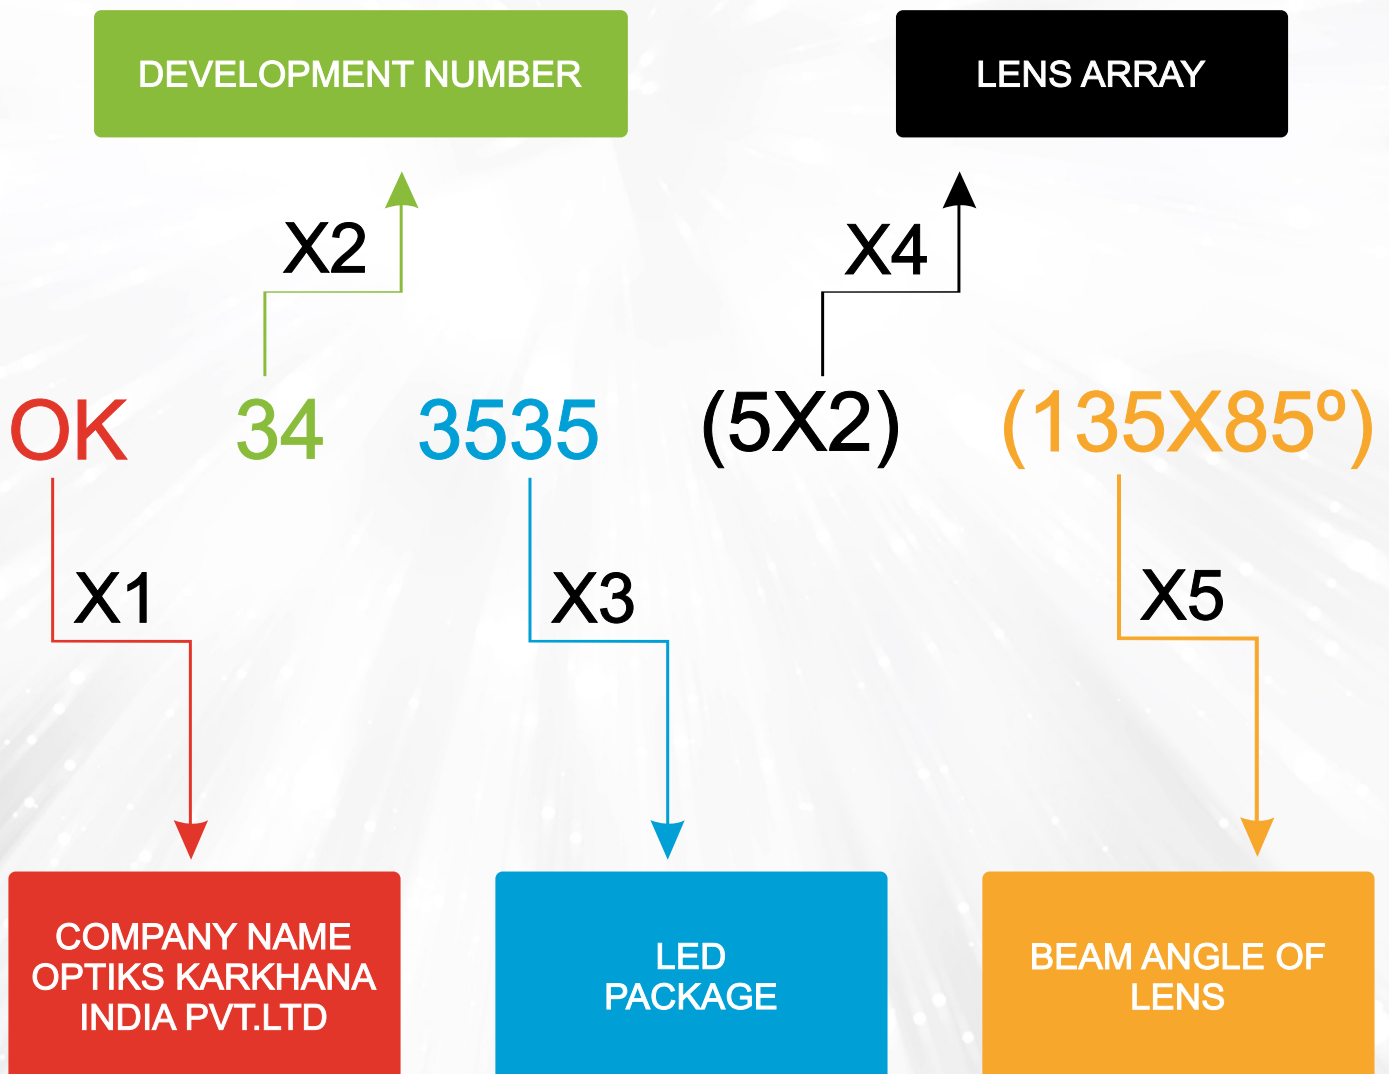 DEVELOPMENT NUMBER
LENS ARRAY
X2
X4
OK 34 3535 (5X2) (135X85º)
X1
X3
X5
COMPANY NAME
OPTIKS KARKHANA
INDIA PVT.LTD
LED
PACKAGE
BEAM ANGLE OF
LENS